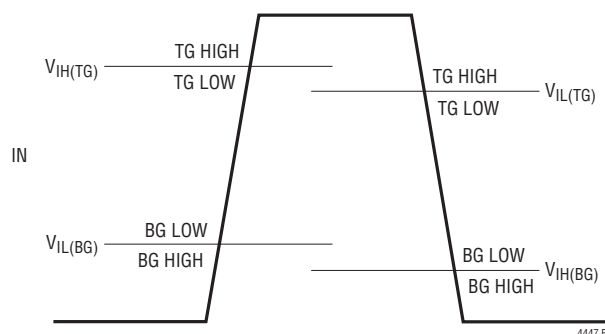 TG HIGH
V_IH(TG)
TG LOW
TG HIGH
V_IL(TG)
TG LOW
IN
BG LOW
V_IL(BG)
BG HIGH
BG LOW
V_IH(BG)
BG HIGH